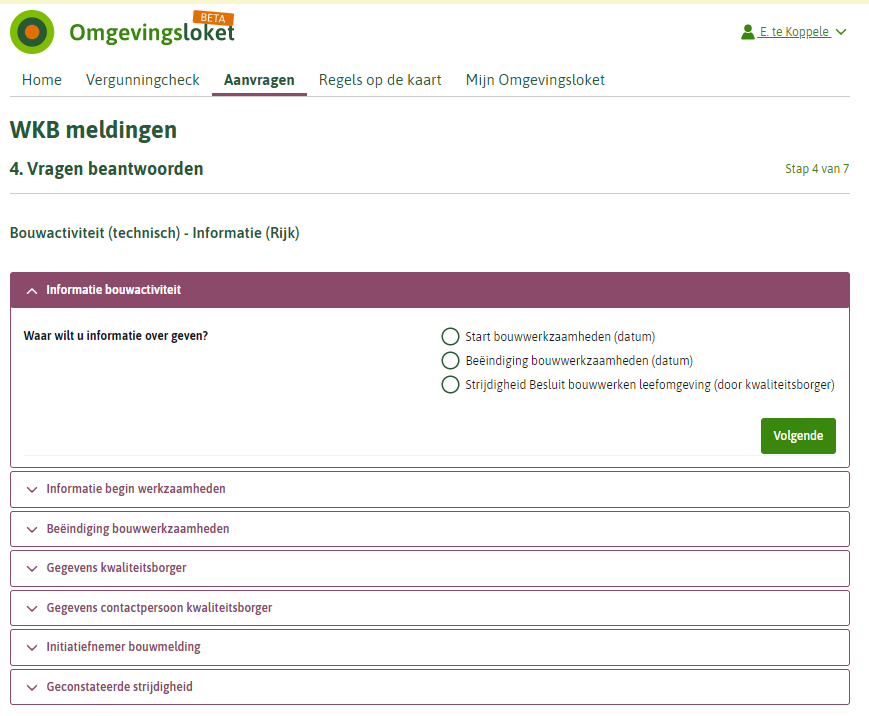 BETA
Omgevingsloket
E. te Koppele
Home Vergunningcheck Aanvragen Regels op de kaart Mijn Omgevingsloket
WKB meldingen
4. Vragen beantwoorden
Stap 4 van 7
Bouwactiviteit (technisch) - Informatie (Rijk)
Informatie bouwactiviteit
Waar wilt u informatie over geven?
Start bouwwerkzaamheden (datum)
Beëindiging bouwwerkzaamheden (datum)
Strijdigheid Besluit bouwwerken leefomgeving (door kwaliteitsborger)
Volgende
Informatie begin werkzaamheden
Beëindiging bouwwerkzaamheden
Gegevens kwaliteitsborger
Gegevens contactpersoon kwaliteitsborger
Initiatiefnemer bouwmelding
Geconstateerde strijdigheid